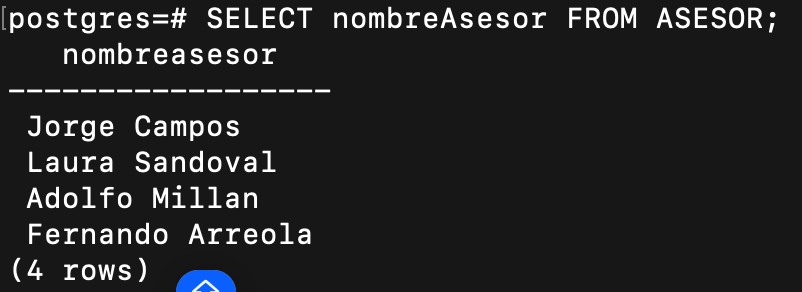 postgres=# SELECT nombreAsesor FROM ASESOR;
nombreasesor
------------------
Jorge Campos
Laura Sandoval
Adolfo Millan
Fernando Arreola
(4 rows)